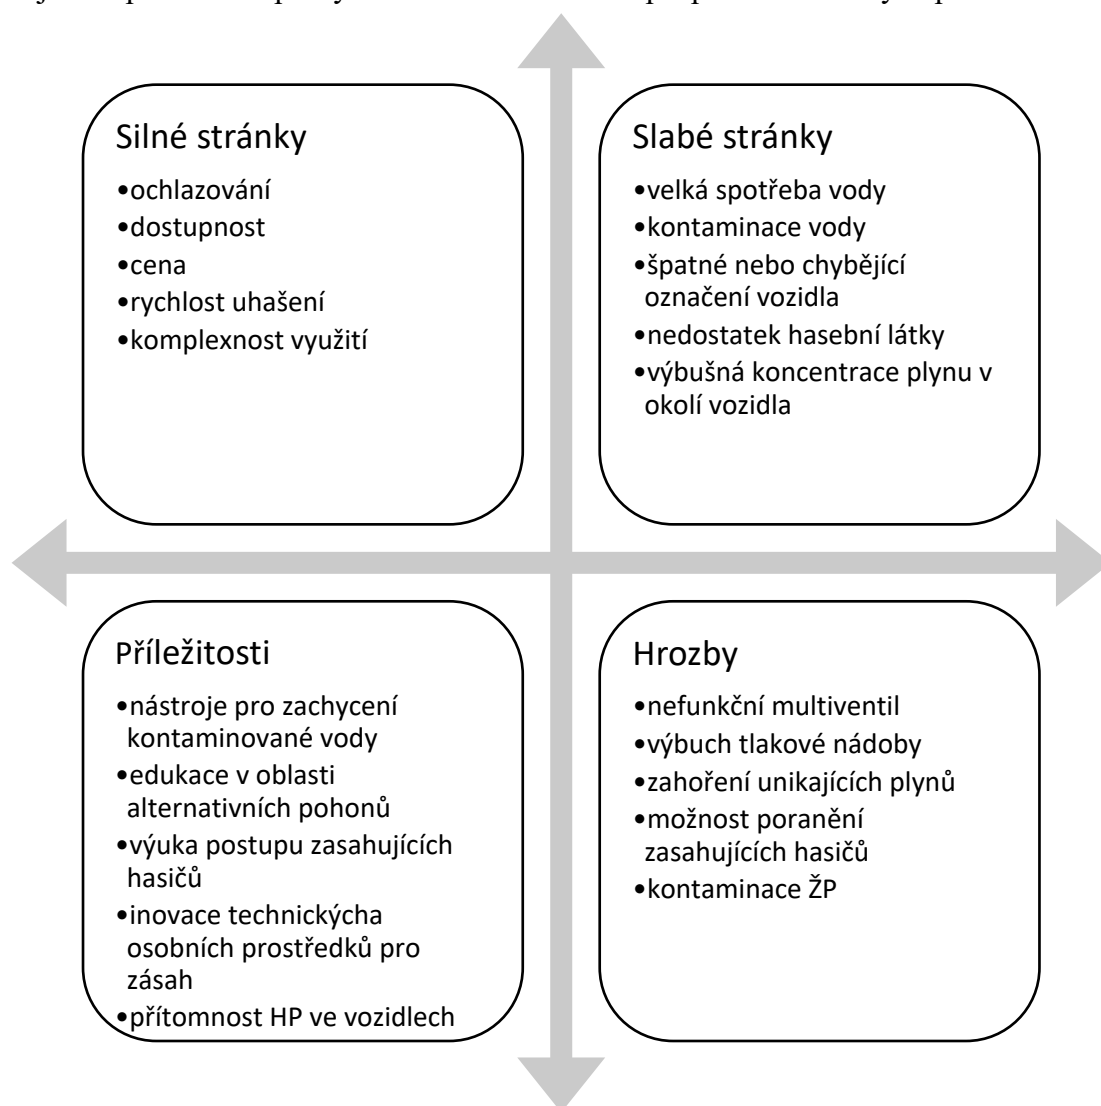 Silné stránky
•ochlazování
•dostupnost
•cena
•rychlost uhašení
•komplexnost využití
Slabé stránky
•velká spotřeba vody
•kontaminace vody
•špatné nebo chybějící
označení vozidla
•nedostatek hasební látky
•výbušná koncentrace plynu v
okolí vozidla
Příležitosti
•nástroje pro zachycení
kontaminované vody
•edukace v oblasti
alternativních pohonů
•výuka postupu zasahujících
hasičů
•inovace technickýcha
osobních prostředků pro
zásah
•přítomnost HP ve vozidlech
Hrozby
•nefunkční multiventil
•výbuch tlakové nádoby
•zahoření unikajících plynů
•možnost poranění
zasahujících hasičů
•kontaminace ŽP